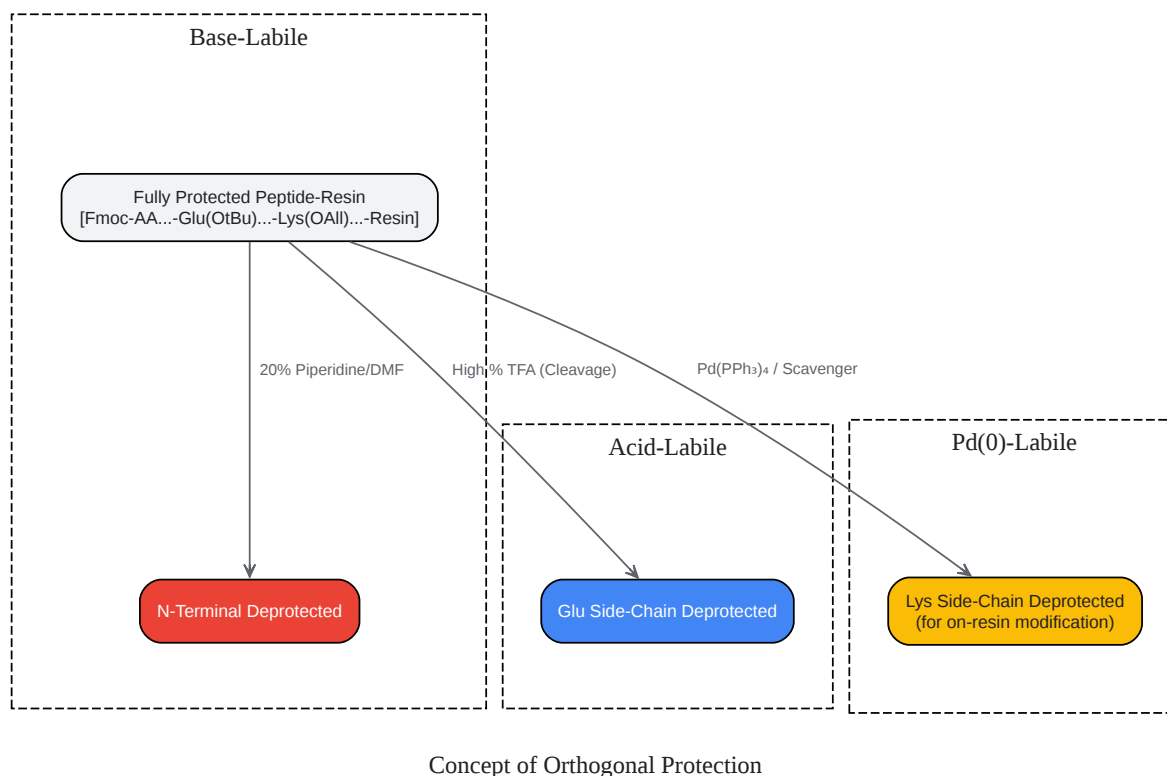 Base-Labile
Fully Protected Peptide-Resin
[Fmoc-AA...-Glu(OtBu)...-Lys(OAll)...-Resin]
20% Piperidine/DMF
High % TFA (Cleavage)
Pd(PPh₃)₄ / Scavenger
Acid-Labile
Pd(0)-Labile
N-Terminal Deprotected
Glu Side-Chain Deprotected
Lys Side-Chain Deprotected
(for on-resin modification)
Concept of Orthogonal Protection